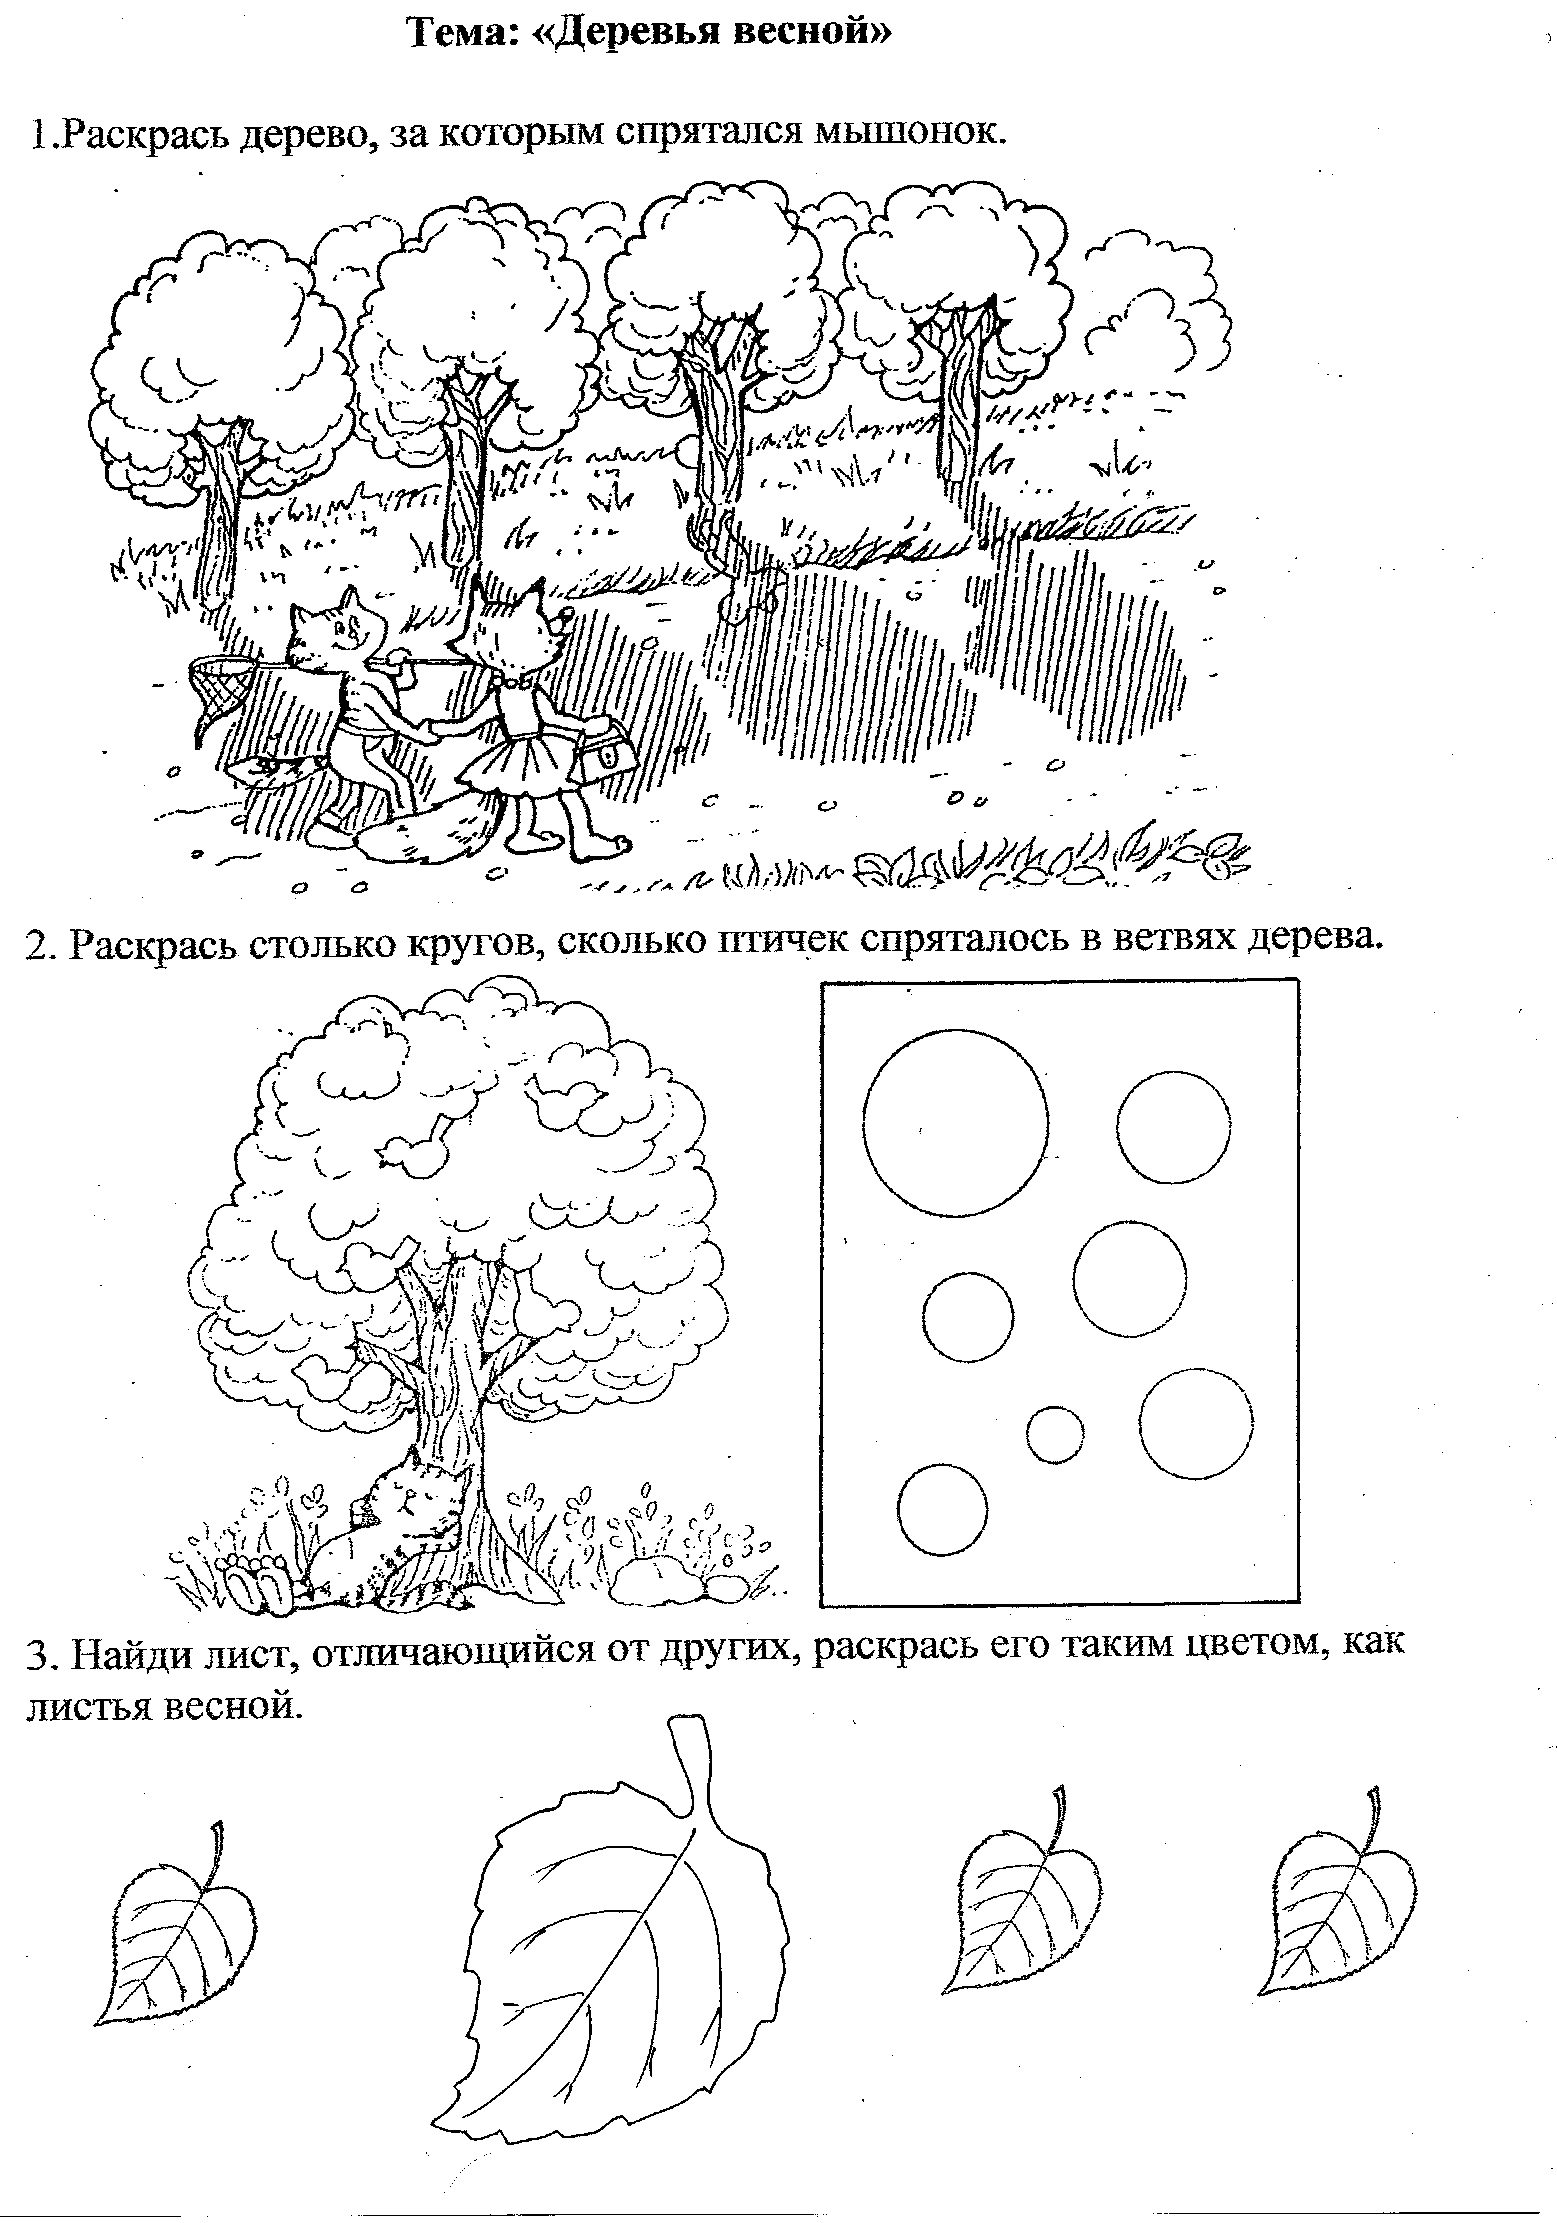 Тема: «Деревья весной»
1.Раскрась дерево, за которым спрятался мышонок.
2. Раскрась столько кругов, сколько птичек спряталось в ветвях дерева.
3. Найди лист, отличающийся от других, раскрась его таким цветом, как
листья весной.